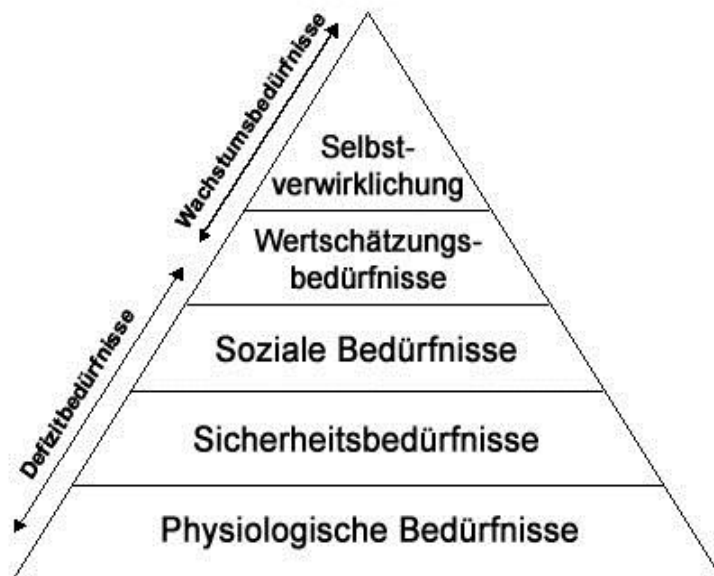 Wachstumsbedürfnisse
Selbst-
verwirklichung
Wertschätzungs-
bedürfnisse
Defizitbedürfnisse
Soziale Bedürfnisse
Sicherheitsbedürfnisse
Physiologische Bedürfnisse